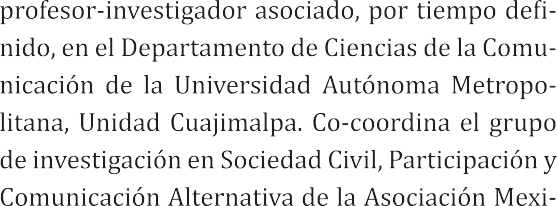 profesor-investigador asociado, por tiempo defi-
nido, en el Departamento de Ciencias de la Comu-
nicación de la Universidad Autónoma Metropo-
litana, Unidad Cuajimalpa. Co-coordina el grupo
de investigación en Sociedad Civil, Participación y
Comunicación Alternativa de la Asociación Mexi-